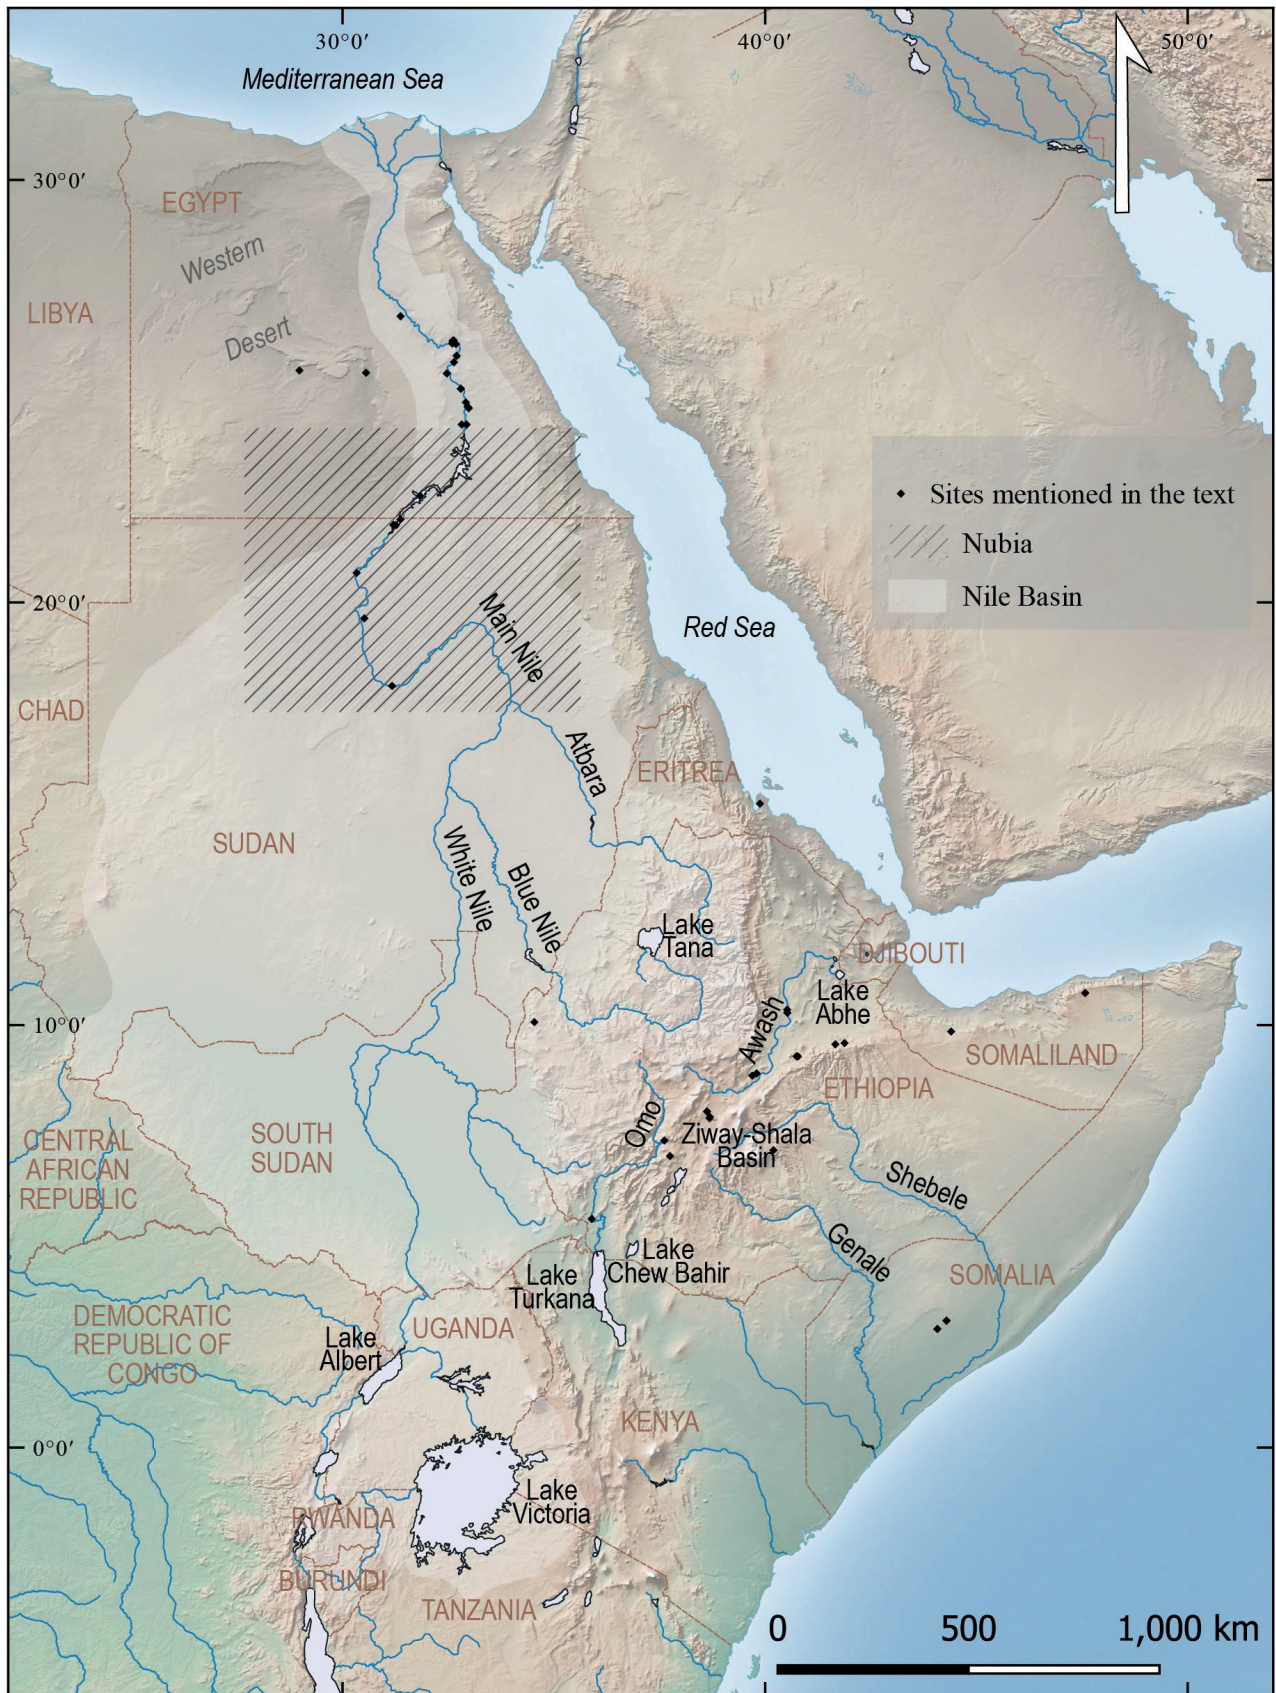 30°0′
40°0′
50°0′
Mediterranean Sea
30°0′
EGYPT
Western
Desert
LIBYA
Sites mentioned in the text
Nubia
Nile Basin
20°0′
Main Nile
Red Sea
CHAD
Atbara
ERITREA
SUDAN
White Nile
Blue Nile
Lake
Tana
DJIBOUTI
Lake
Abhe
Awash
10°0′
SOMALILAND
ETHIOPIA
Omo
CENTRAL
AFRICAN
REPUBLIC
SOUTH
SUDAN
Ziway-Shala
Basin
Shebele
Genale
Lake
Chew Bahir
Lake
Turkana
SOMALIA
DEMOCRATIC
REPUBLIC OF
CONGO
UGANDA
Lake
Albert
KENYA
0°0′
Lake
Victoria
RWANDA
BURUNDI
TANZANIA
0 500 1,000 km